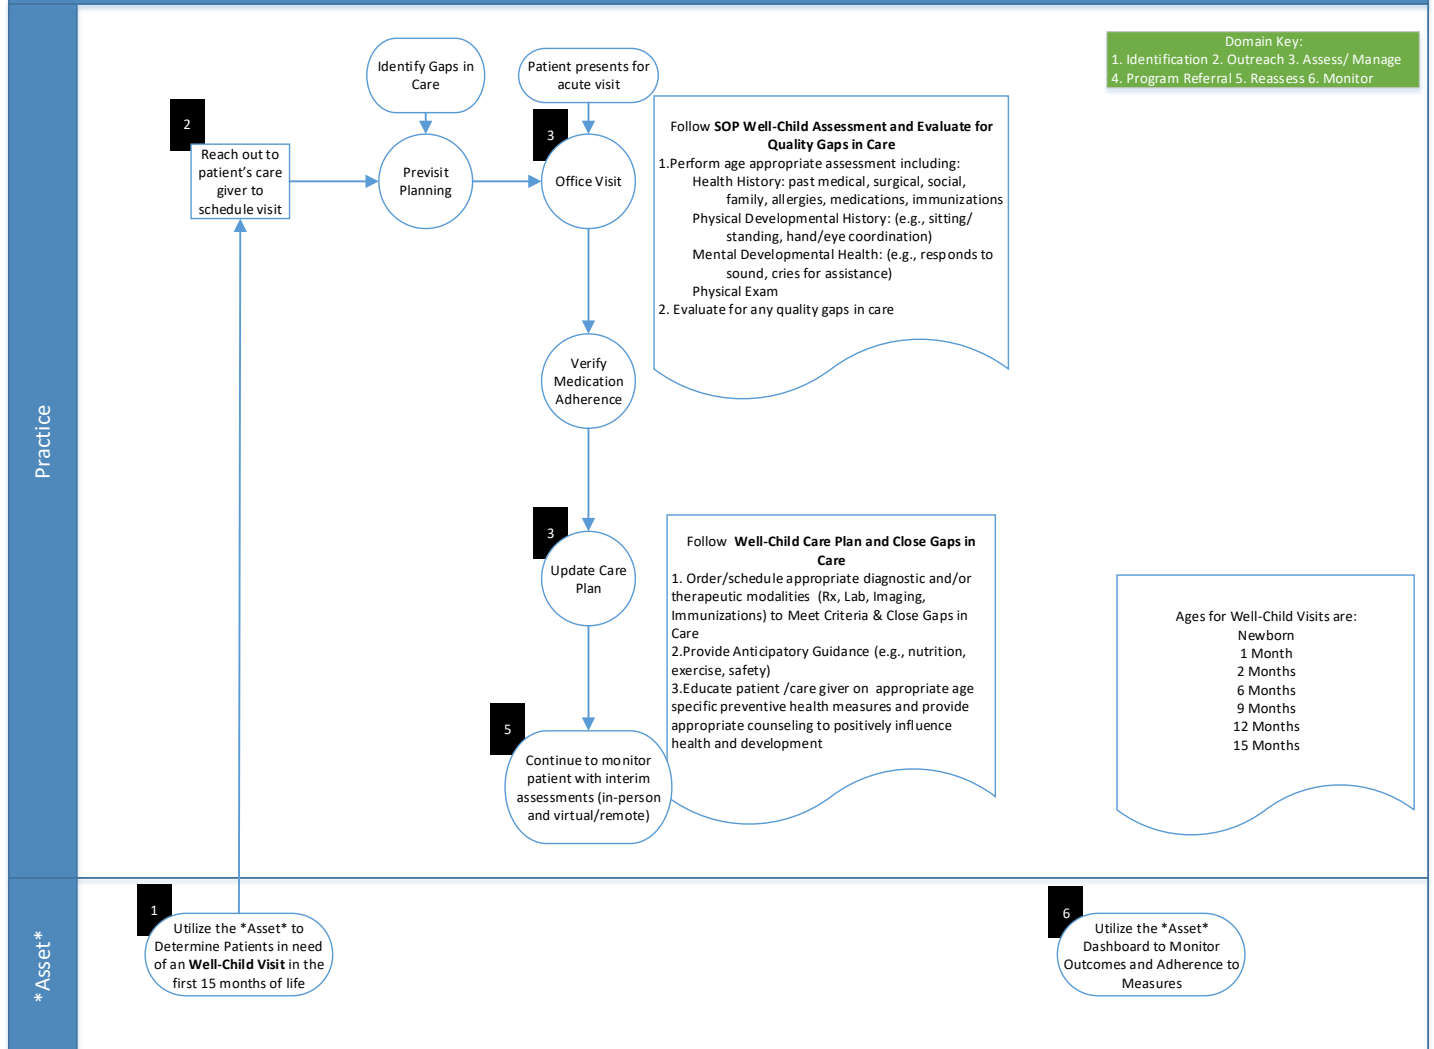 Practice
*Asset*
Domain Key:
1. Identification 2. Outreach 3. Assess/ Manage
4. Program Referral 5. Reassess 6. Monitor
Identify Gaps in
Care
Patient presents for
acute visit
2
Reach out to
patient's care
giver to
schedule visit
Previsit
Planning
3
Office Visit
Follow SOP Well-Child Assessment and Evaluate for
Quality Gaps in Care
1.Perform age appropriate assessment including:
Health History: past medical, surgical, social,
family, allergies, medications, immunizations
Physical Developmental History: (e.g., sitting/
standing, hand/eye coordination)
Mental Developmental Health: (e.g., responds to
sound, cries for assistance)
Physical Exam
2. Evaluate for any quality gaps in care
Verify
Medication
Adherence
3
Update Care
Plan
Follow Well-Child Care Plan and Close Gaps in
Care
1. Order/schedule appropriate diagnostic and/or
therapeutic modalities (Rx, Lab, Imaging,
Immunizations) to Meet Criteria & Close Gaps in
Care
2.Provide Anticipatory Guidance (e.g., nutrition,
exercise, safety)
3.Educate patient /care giver on appropriate age
specific preventive health measures and provide
appropriate counseling to positively influence
health and development
Ages for Well-Child Visits are:
Newborn
1 Month
2 Months
6 Months
9 Months
12 Months
15 Months
5
Continue to monitor
patient with interim
assessments (in-person
and virtual/remote)
1
Utilize the *Asset* to
Determine Patients in need
of an Well-Child Visit in the
first 15 months of life
6
Utilize the *Asset*
Dashboard to Monitor
Outcomes and Adherence to
Measures